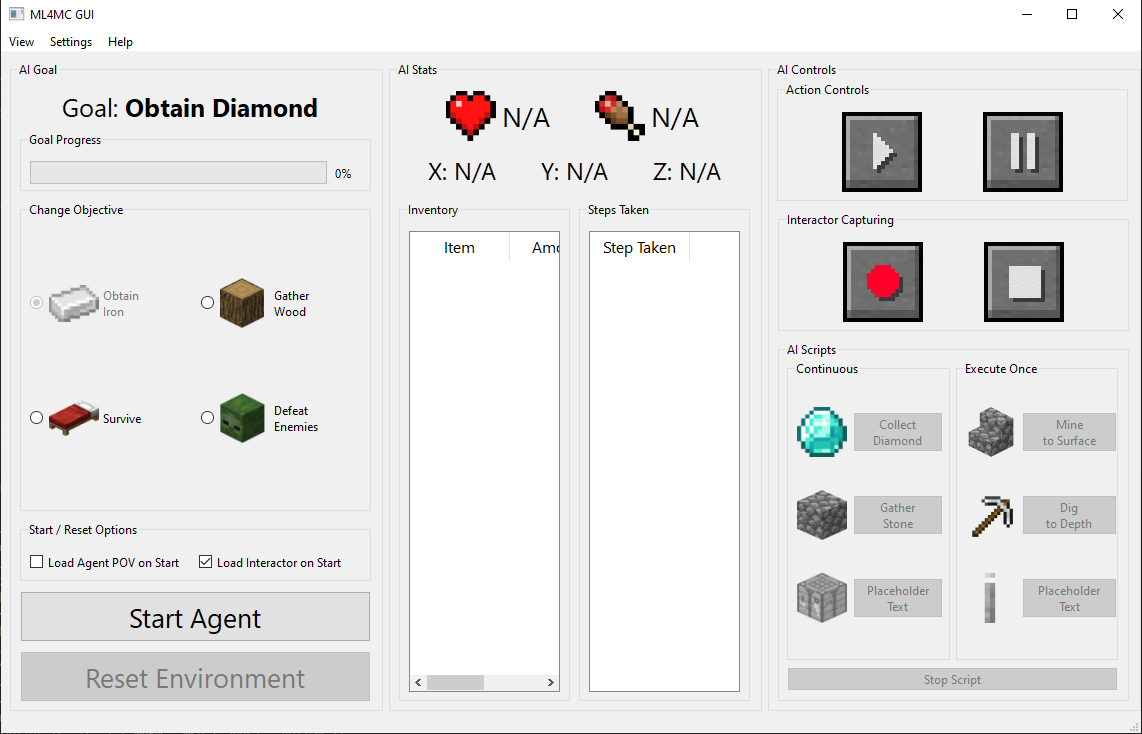 ML4MC GUI
View Settings Help
AI Goal
Goal: Obtain Diamond
Goal Progress
0%
Change Objective
Obtain
Iron
Gather
Wood
Survive
Defeat
Enemies
Start / Reset Options
Load Agent POV on Start
Load Interactor on Start
Start Agent
Reset Environment
AI Stats
N/A
N/A
X: N/A
Y: N/A
Z: N/A
Inventory
Item
Steps Taken
Step Taken
AI Controls
Action Controls
Interactor Capturing
AI Scripts
Continuous
Collect
Diamond
Gather
Stone
Placeholder
Text
Execute Once
Mine
to Surface
Dig
to Depth
Placeholder
Text
Stop Script